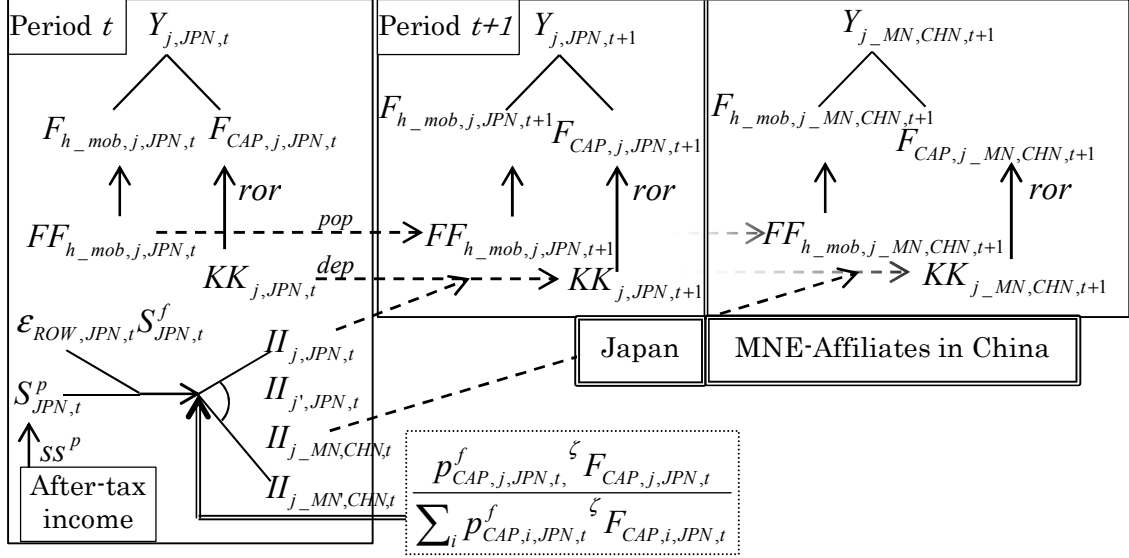 Period t
Y_{j,JPN,t}
F_{h_mob,j,JPN,t}
F_{CAP,j,JPN,t}
ror
FF_{h_mob,j,JPN,t}
KK_{j,JPN,t}
pop
dep
ε_{ROW,JPN,t} S^f_{JPN,t}
S^p_{JPN,t}
ss^p
After-tax
income
II_{j,JPN,t}
II_{j',JPN,t}
II_{j_MN,CHN,t}
II_{j_MN',CHN,t}
Period t+1
Y_{j,JPN,t+1}
F_{h_mob,j,JPN,t+1}
F_{CAP,j,JPN,t+1}
ror
FF_{h_mob,j,JPN,t+1}
KK_{j,JPN,t+1}
Japan
Y_{j_MN,CHN,t+1}
F_{h_mob,j_MN,CHN,t+1}
F_{CAP,j_MN,CHN,t+1}
ror
FF_{h_mob,j_MN,CHN,t+1}
KK_{j_MN,CHN,t+1}
MNE-Affiliates in China
p^f_{CAP,j,JPN,t,}^ζ F_{CAP,j,JPN,t}
∑_i p^f_{CAP,i,JPN,t}^ζ F_{CAP,i,JPN,t}